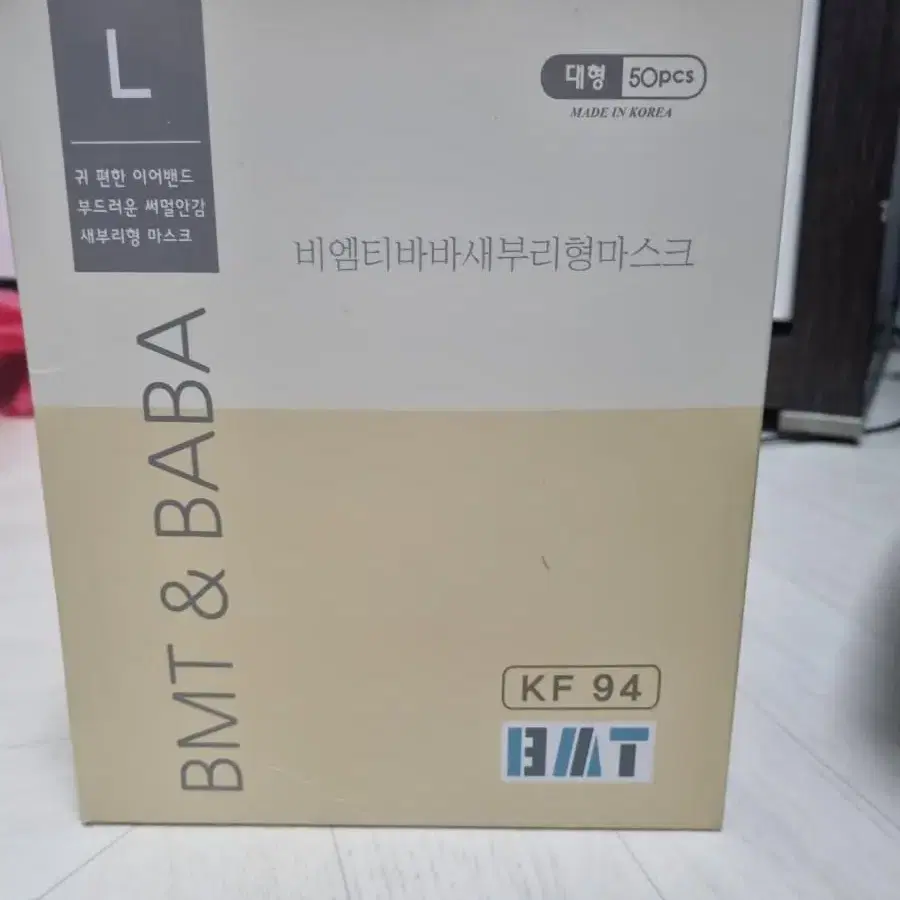 L
귀 편한 이어밴드
부드러운 써멀안감
새부리형 마스크
대형 50pcs
MADE IN KOREA
비엠티바바새부리형마스크
BMT & BABA
KF 94
BMT